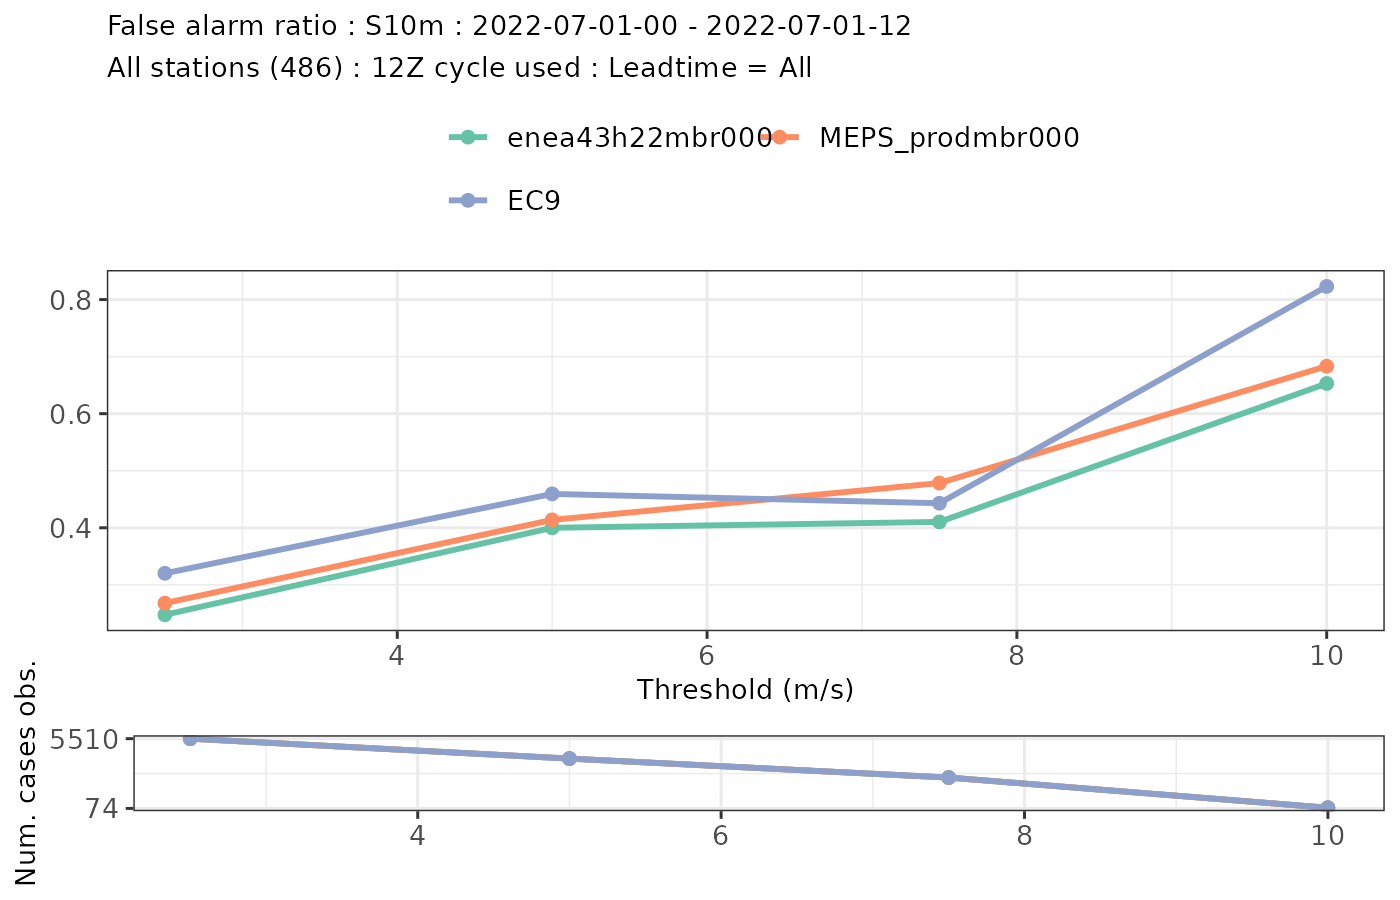 False alarm ratio : S10m : 2022-07-01-00 - 2022-07-01-12
All stations (486) : 12Z cycle used : Leadtime = All
enea43h22mbr000 MEPS_prodmbr000
EC9
0.8
0.6
0.4
4 6 8 10
Threshold (m/s)
Num. cases obs.
5510
74
4 6 8 10